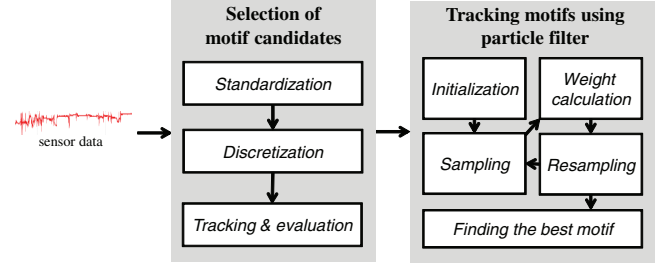 sensor data
Selection of
motif candidates
Standardization
Discretization
Tracking & evaluation
Tracking motifs using
particle filter
Initialization
Weight
calculation
Sampling
Resampling
Finding the best motif